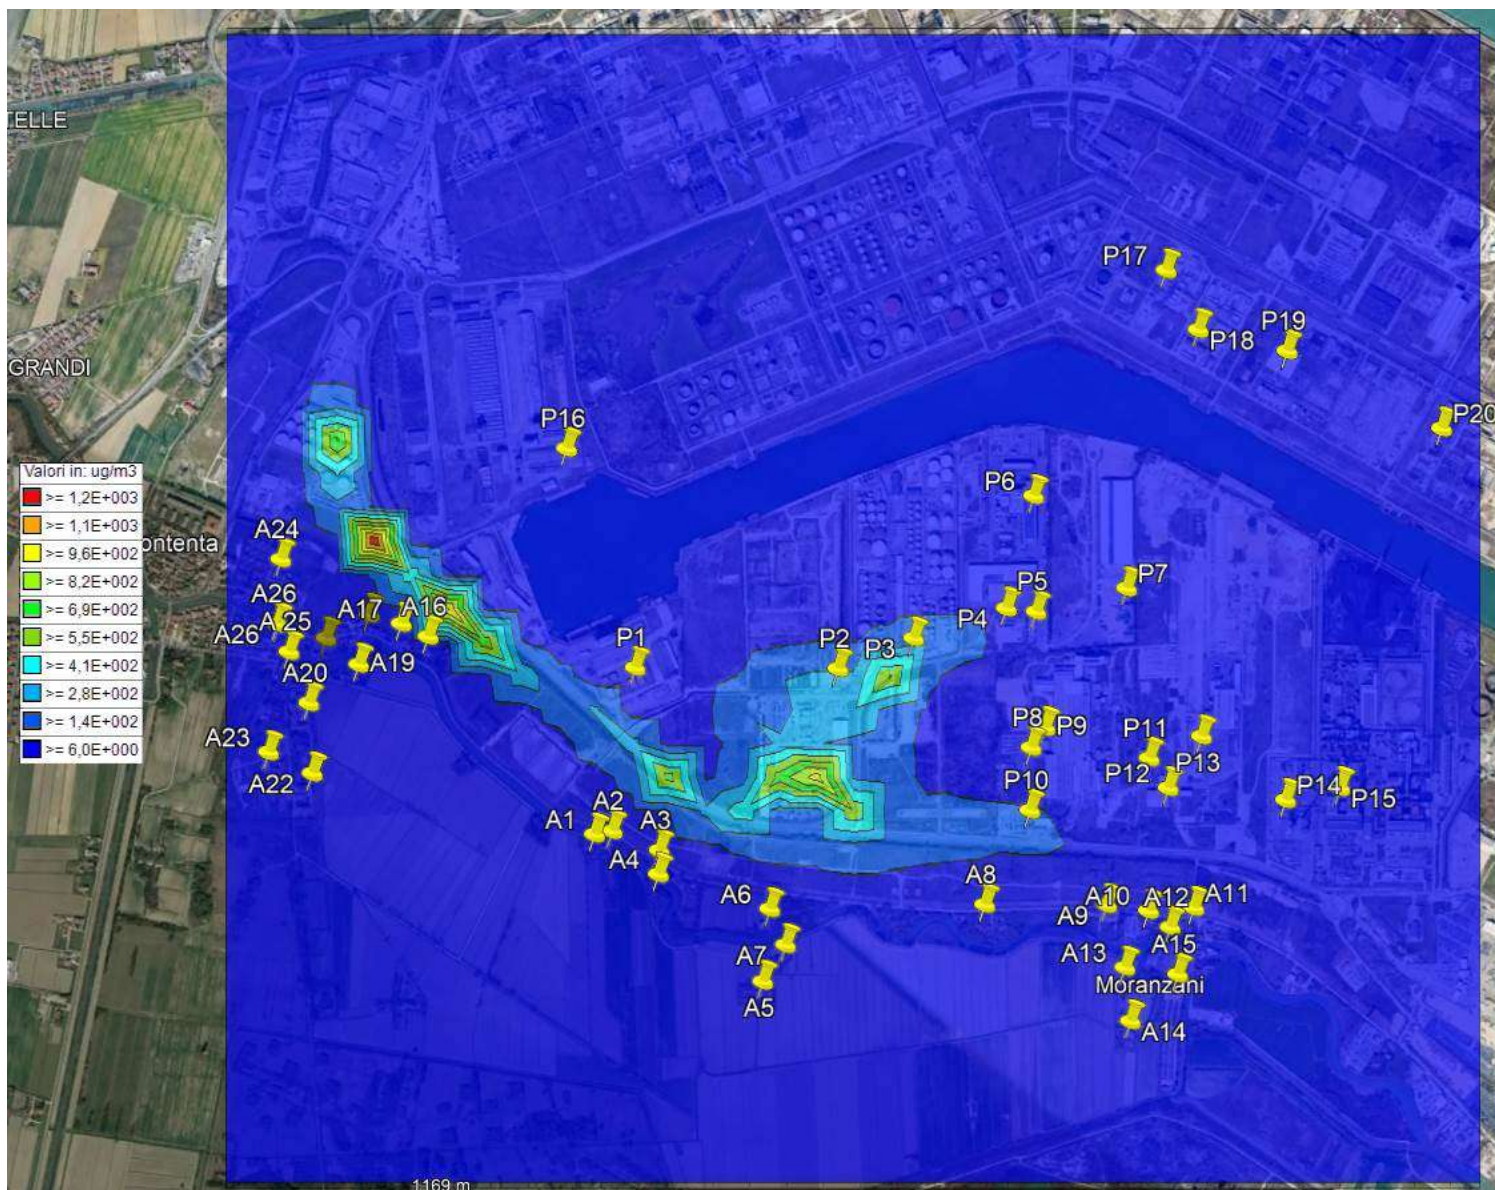 TELLE
P17
P18
P19
GRANDI
P16
P20
Valori in: ug/m3
>= 1,2E+003
>= 1,1E+003
>= 9,6E+002
>= 8,2E+002
>= 6,9E+002
>= 5,5E+002
>= 4,1E+002
>= 2,8E+002
>= 1,4E+002
>= 6,0E+000
P6
A24
ontenta
P5
P7
A26
A25
A17
A16
P4
A26
P1
P2
P3
A19
A20
P8
P9
A23
P11
A22
P12
P13
P10
P14
P15
A1
A2
A3
A4
A6
A8
A9
A10
A12
A11
A7
A13
A15
A5
Moranzani
A14
1169 m